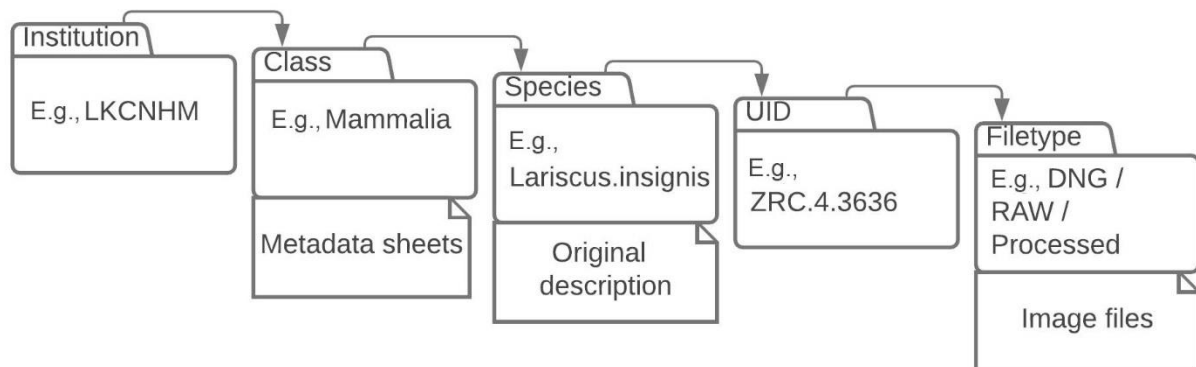 Institution
E.g., LKCNHM
Class
E.g., Mammalia
Metadata sheets
Species
E.g.,
Lariscus.insignis
Original
description
UID
E.g.,
ZRC.4.3636
Filetype
E.g., DNG /
RAW /
Processed
Image files